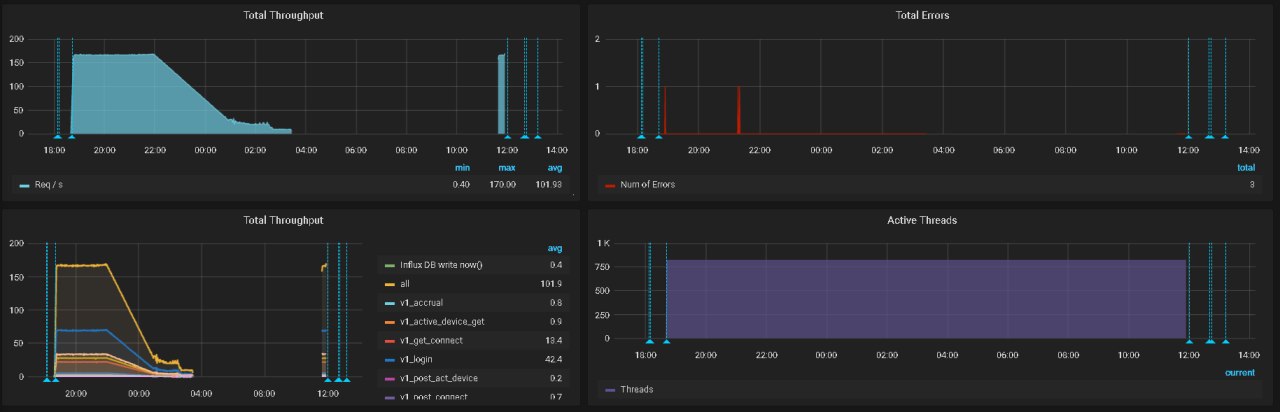 Total Throughput
200
150
100
50
0
18:00 20:00 22:00 00:00 02:00 04:00 06:00 08:00 10:00 12:00 14:00
min max avg
Req / s 0.40 170.00 101.93
Total Errors
2
1
0
18:00 20:00 22:00 00:00 02:00 04:00 06:00 08:00 10:00 12:00 14:00
total
Num of Errors 3
Total Throughput
200
150
100
50
0
20:00 00:00 04:00 08:00 12:00
avg
Influx DB write now() 0.4
all 101.9
v1_accrual 0.8
v1_active_device_get 0.9
v1_get_connect 13.4
v1_login 42.4
v1_post_act_device 0.2
v1_post_connect 0.7
Active Threads
1 K
750
500
250
0
18:00 20:00 22:00 00:00 02:00 04:00 06:00 08:00 10:00 12:00 14:00
current
Threads